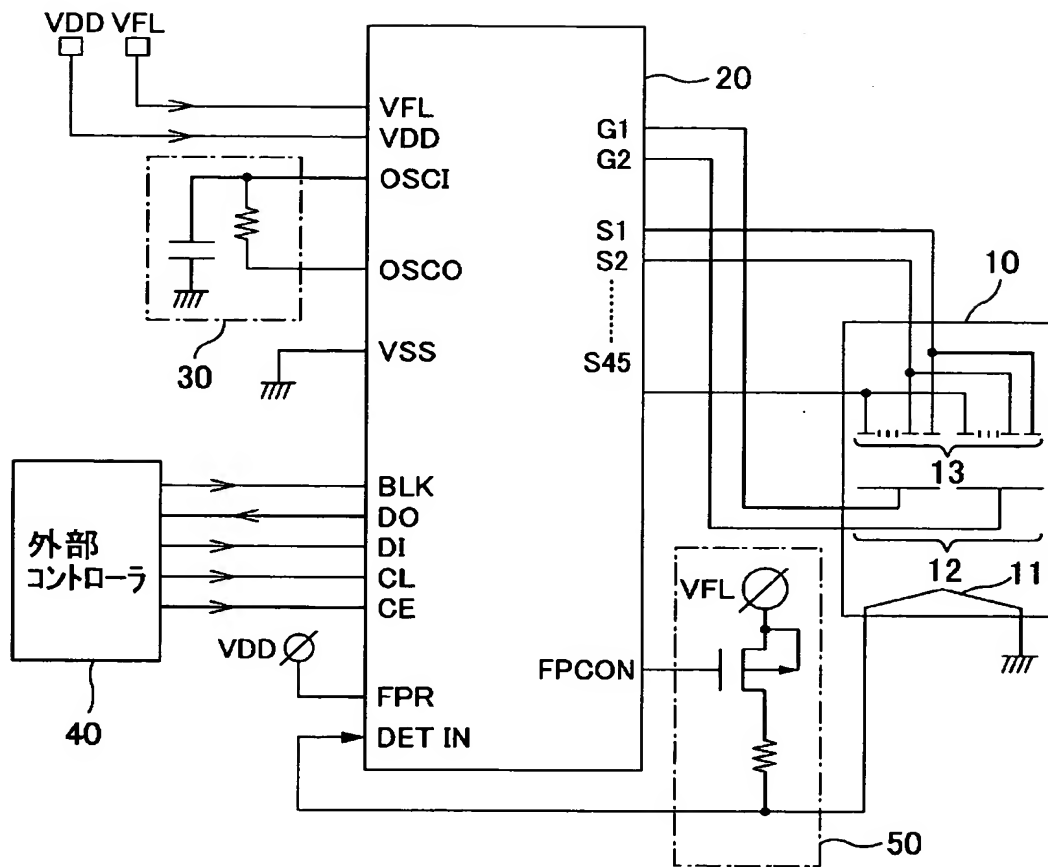 VDD VFL
VFL
VDD
OSCI
OSCO
VSS
30
外部
コントローラ
40
BLK
DO
DI
CL
CE
VDD
FPR
DET IN
20
G1
G2
S1
S2
S45
FPCON
10
13
12
11
VFL
50